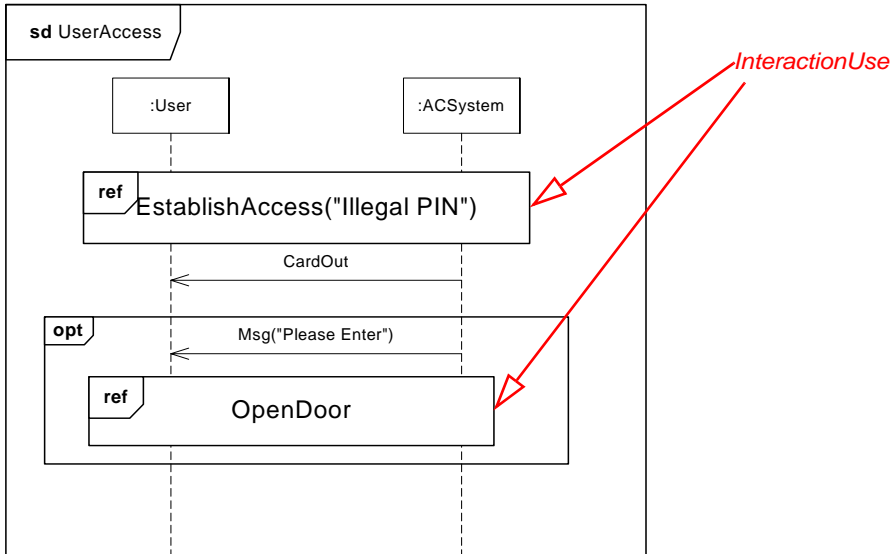 sd UserAccess
InteractionUse
:User
:ACSystem
ref
EstablishAccess("Illegal PIN")
CardOut
opt
Msg("Please Enter")
ref
OpenDoor